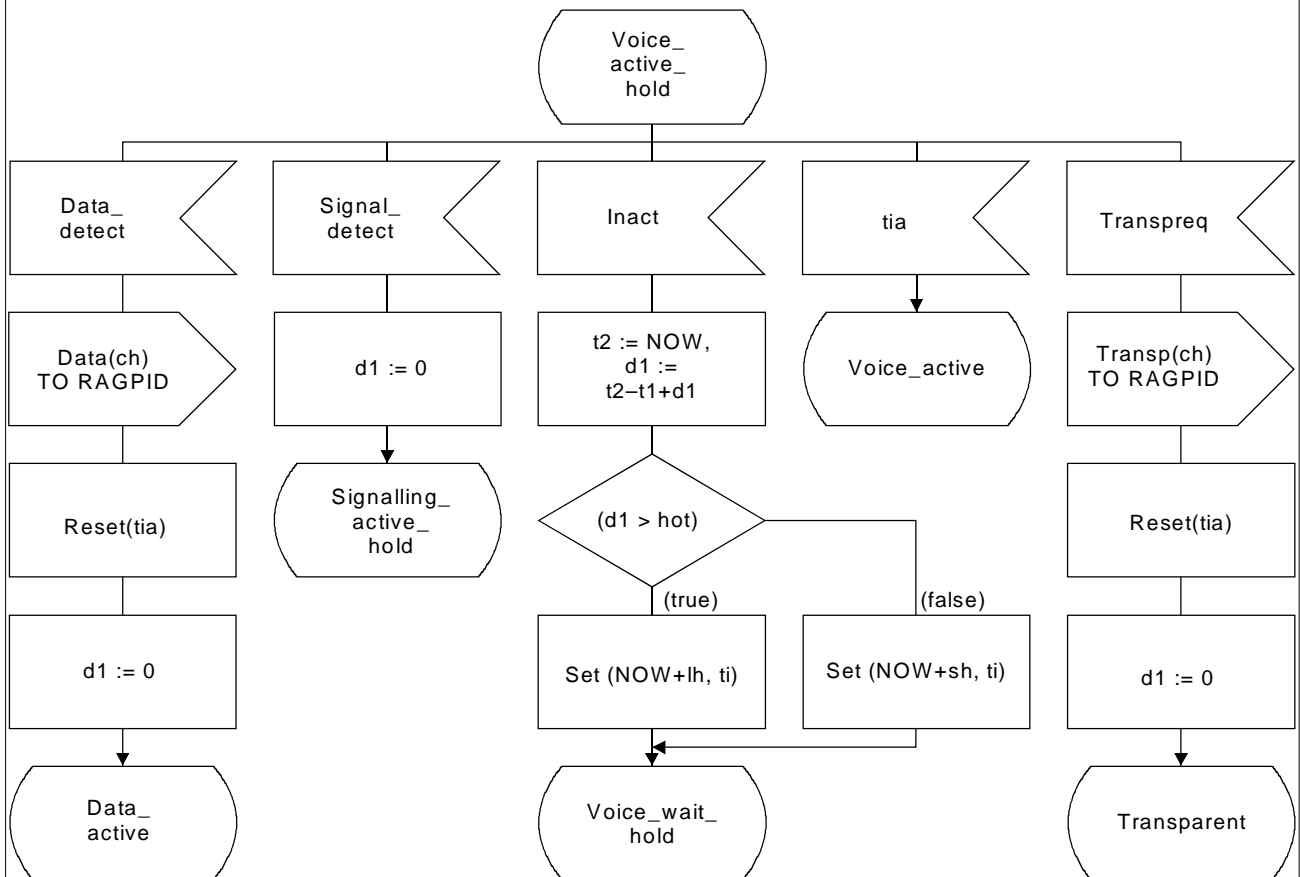 Voice_
active_
hold
Data_
detect
Signal_
detect
Inact
tia
Transpreq
Data(ch)
TO RAGPID
d1 := 0
t2 := NOW,
d1 :=
t2–t1+d1
Voice_active
Transp(ch)
TO RAGPID
Reset(tia)
Signalling_
active_
hold
(d1 > hot)
Reset(tia)
(true)
(false)
d1 := 0
Set (NOW+lh, ti)
Set (NOW+sh, ti)
d1 := 0
Data_
active
Voice_wait_
hold
Transparent